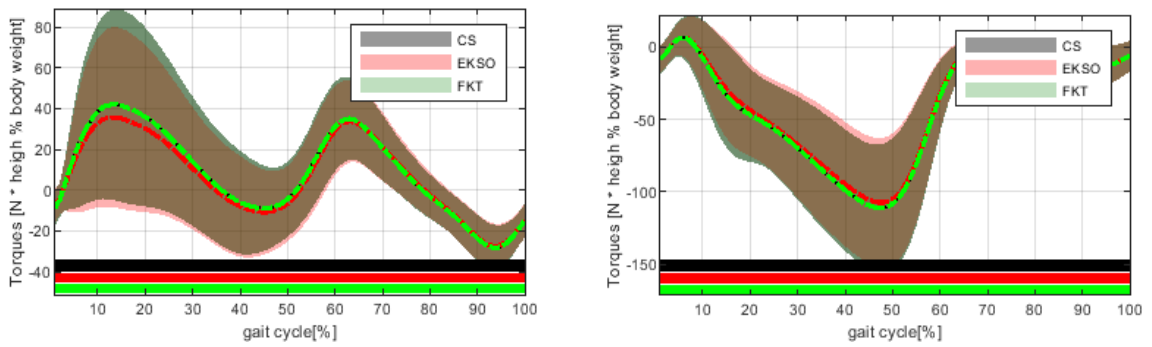 80
60
40
20
0
-20
-40
Torques [N * heigh % body weight]
CS
EKSO
FKT
10 20 30 40 50 60 70 80 90 100
gait cycle[%]
0
-50
-100
-150
Torques [N * heigh % body weight]
CS
EKSO
FKT
10 20 30 40 50 60 70 80 90 100
gait cycle[%]